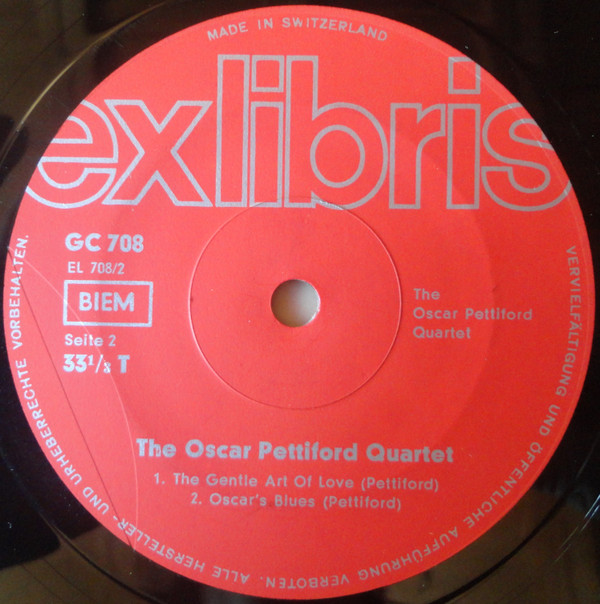 MADE IN SWITZERLAND
exlibris
GC 708
EL 708/2
BIEM
Seite 2
33¹/₃ T
The
Oscar Pettiford
Quartet
The Oscar Pettiford Quartet
1. The Gentle Art Of Love (Pettiford)
2. Oscar's Blues (Pettiford)
ALLE HERSTELLER- UND URHEBERRECHTE VORBEHALTEN.
VERVIELFÄLTIGUNG UND ÖFFENTLICHE AUFFÜHRUNG VERBOTEN.